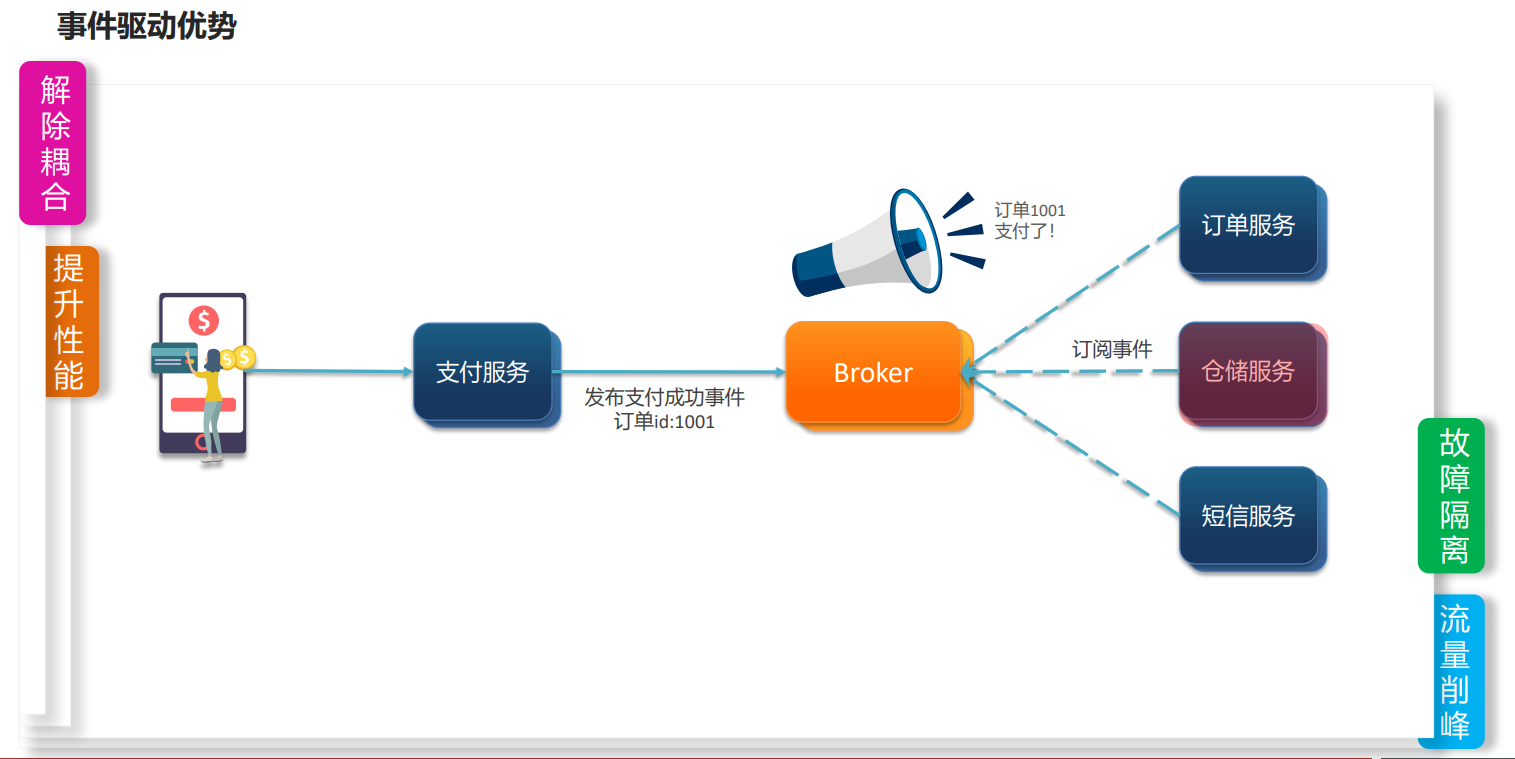 事件驱动优势
解除耦合
提升性能
订单1001
支付了！
订单服务
支付服务
发布支付成功事件
订单id:1001
Broker
订阅事件
仓储服务
短信服务
故障隔离
流量削峰